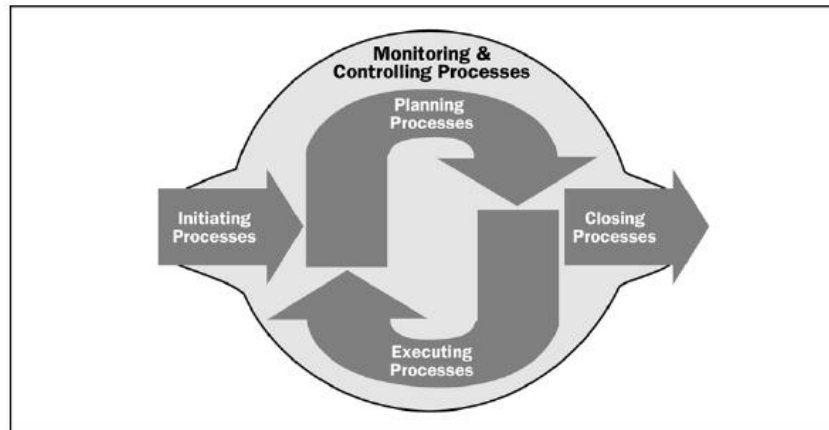 Monitoring &
Controlling Processes
Planning
Processes
Initiating
Processes
Closing
Processes
Executing
Processes